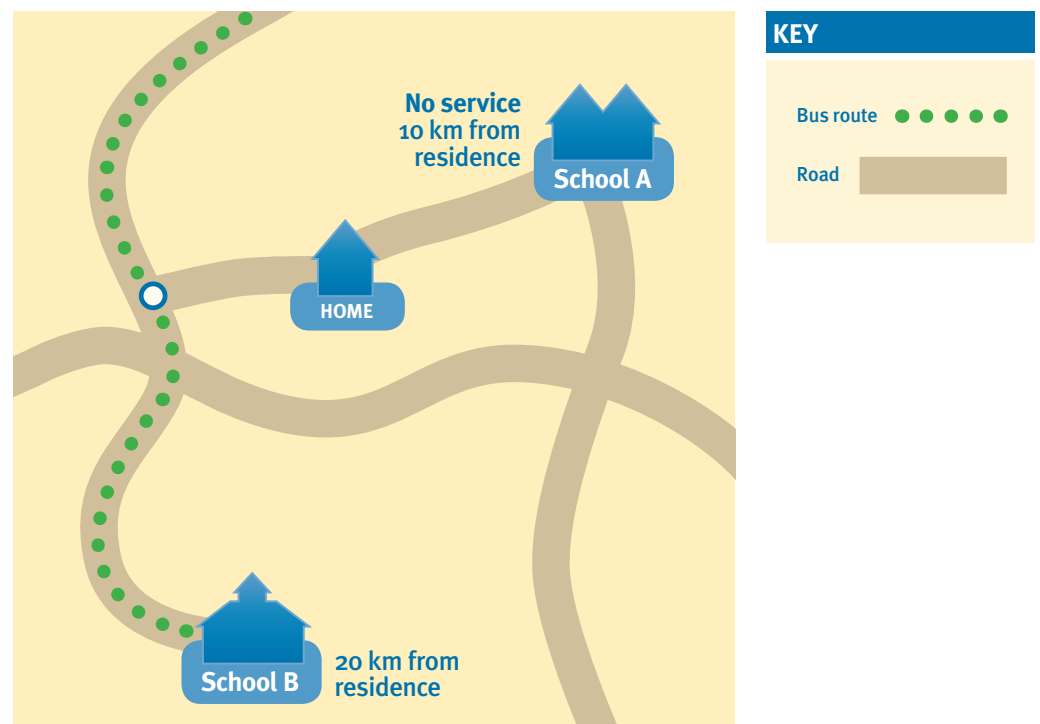 KEY
Bus route
Road
No service
10 km from
residence
School A
HOME
School B
20 km from
residence